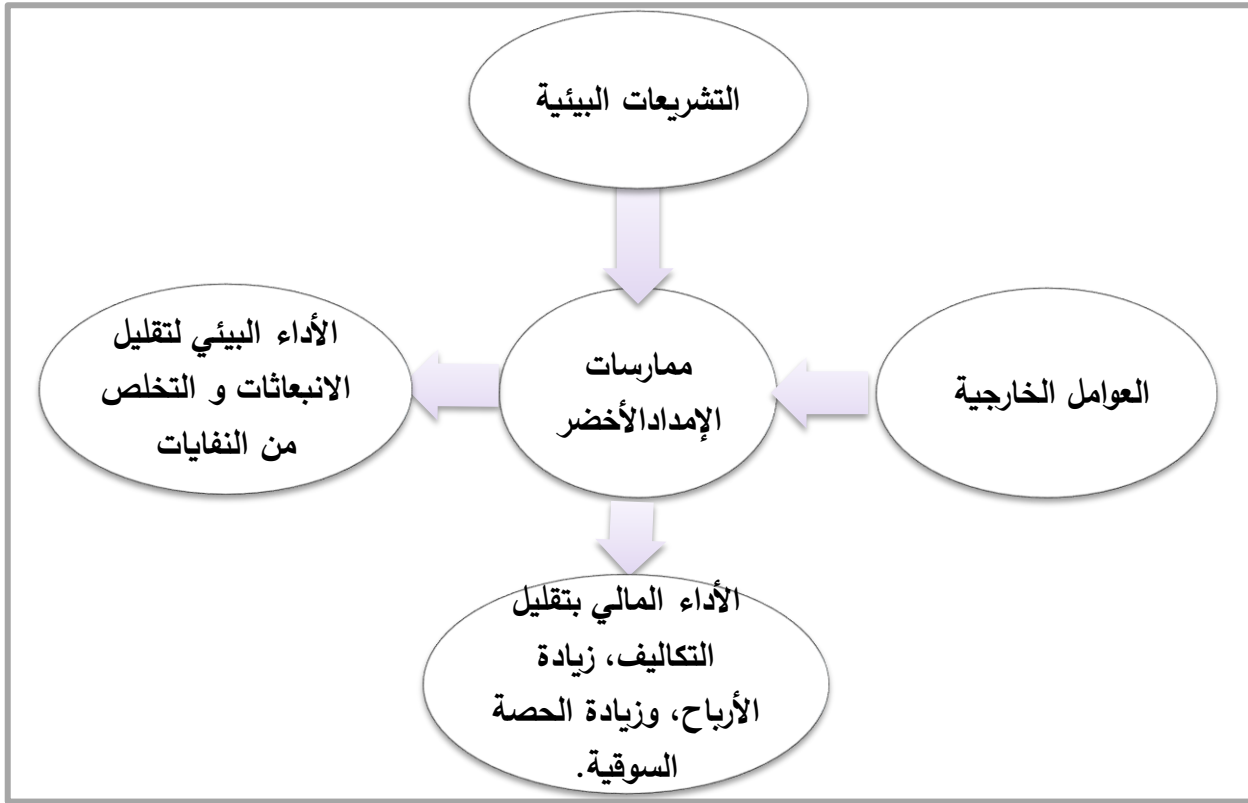 التشريعات البيئية
العوامل الخارجية
ممارسات
الإمدادالأخضر
الأداء البيئي لتقليل
الانبعاثات و التخلص
من النفايات
الأداء المالي بتقليل
التكاليف، زيادة
الأرباح، وزيادة الحصة
السوقية.